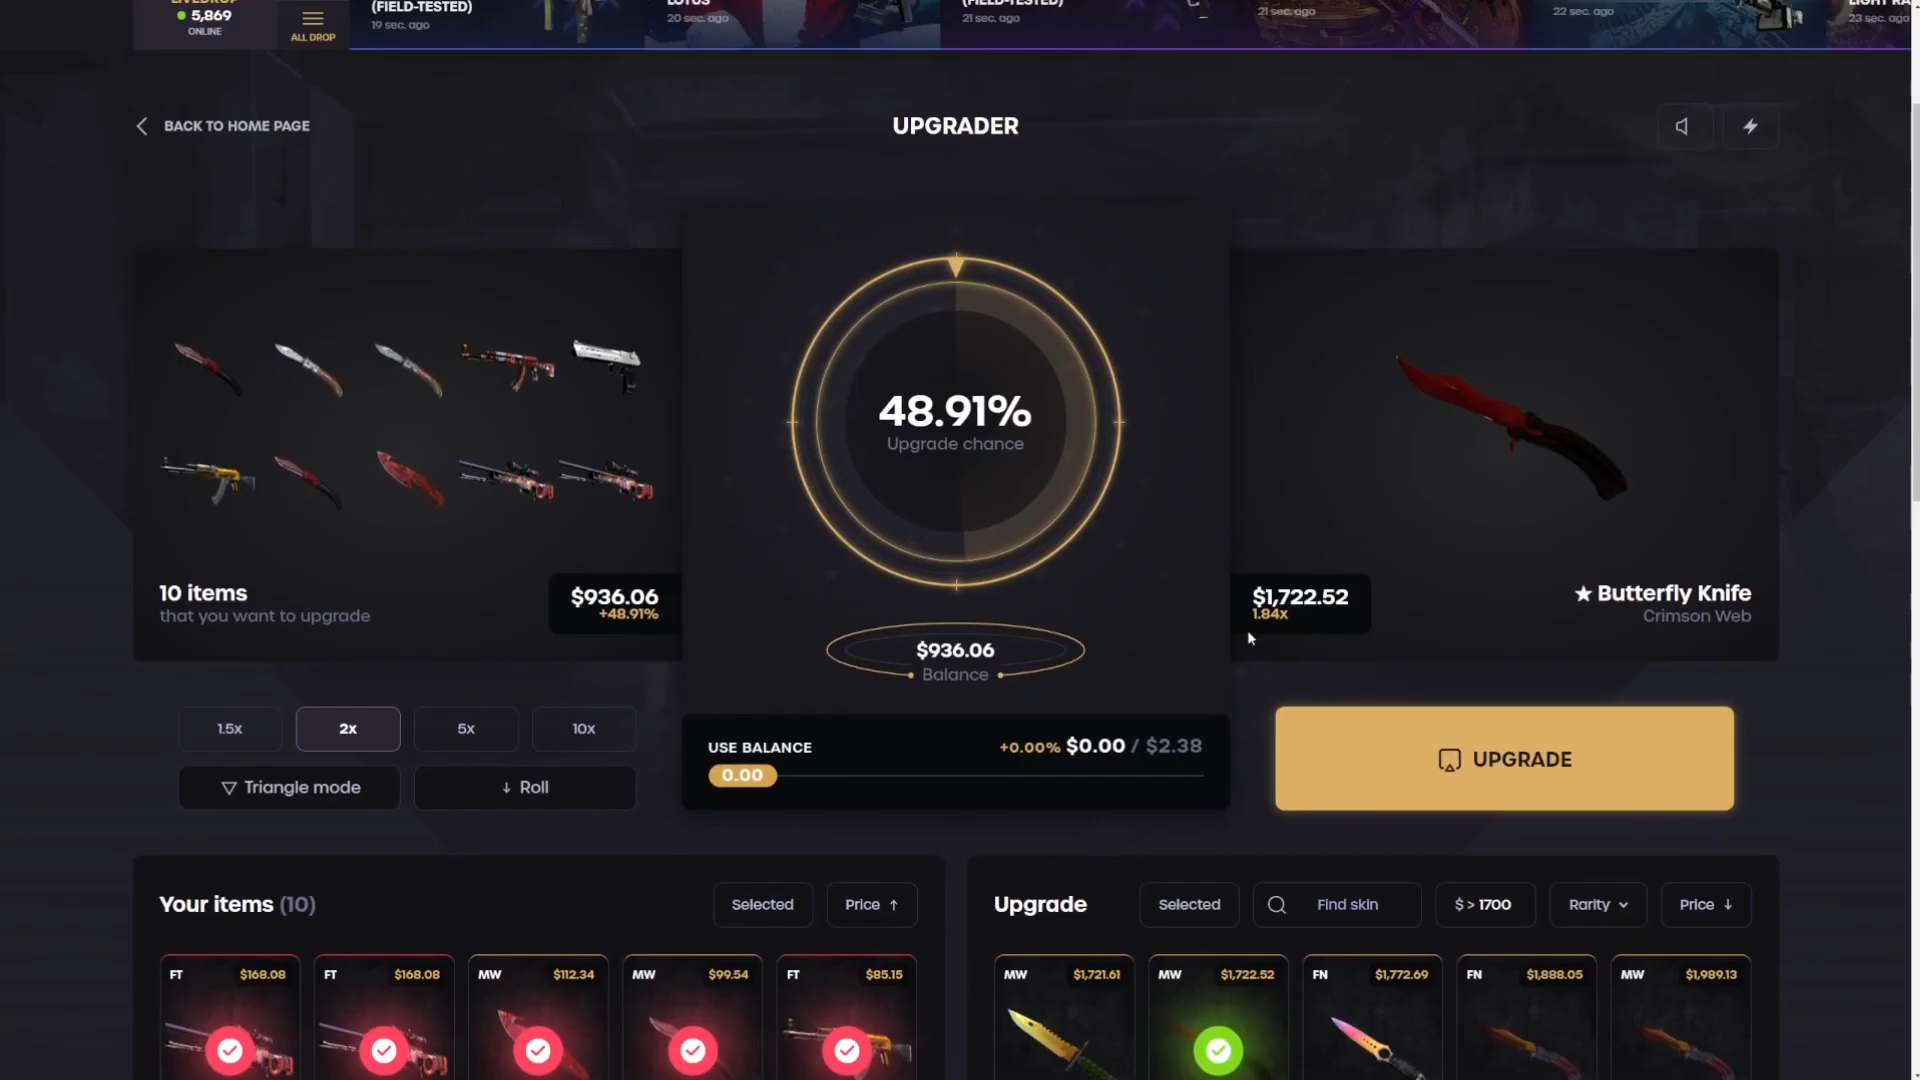 5,869
ONLINE
ALL DROP
(FIELD-TESTED)
19 sec. ago
20 sec. ago
21 sec. ago
21 sec. ago
22 sec. ago
23 sec. ago
BACK TO HOME PAGE
UPGRADER
48.91%
Upgrade chance
10 items
that you want to upgrade
$936.06
+48.91%
$1,722.52
1.84x
★ Butterfly Knife
Crimson Web
$936.06
Balance
1.5x
2x
5x
10x
Triangle mode
↓ Roll
USE BALANCE
+0.00% $0.00 / $2.38
0.00
UPGRADE
Your items (10)
Selected
Price ↑
Upgrade
Selected
Find skin
$ > 1700
Rarity
Price ↓
FT $168.08
FT $168.08
MW $112.34
MW $99.54
FT $85.15
MW $1,721.61
MW $1,722.52
FN $1,772.69
FN $1,888.05
MW $1,989.13